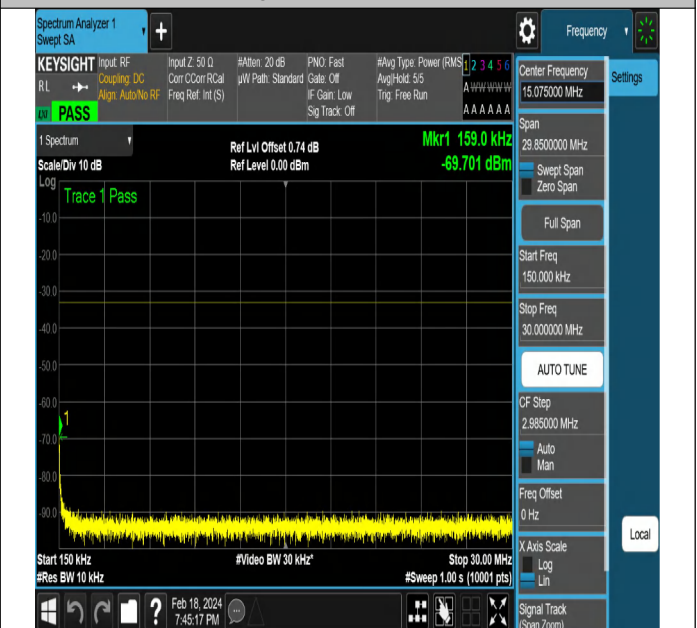 Spectrum Analyzer 1
Swept SA
+
Frequency
KEYSIGHT
RL
PASS
Input: RF
Coupling: DC
Align: Auto/No RF
Input Z: 50 Ω
Corr CCorr RCal
Freq Ref: Int (S)
#Atten: 20 dB
µW Path: Standard
PNO: Fast
Gate: Off
IF Gain: Low
Sig Track: Off
#Avg Type: Power (RMS
Avg|Hold: 5/5
Trig: Free Run
1 2 3 4 5 6
A W W W W W
A A A A A A
1 Spectrum
Scale/Div 10 dB
Ref Lvl Offset 0.74 dB
Ref Level 0.00 dBm
Mkr1 159.0 kHz
-69.701 dBm
Log
Trace 1 Pass
-10.0
-20.0
-30.0
-40.0
-50.0
-60.0
1
-70.0
-80.0
-90.0
Start 150 kHz
#Video BW 30 kHz*
Stop 30.00 MHz
#Res BW 10 kHz
#Sweep 1.00 s (10001 pts)
Feb 18, 2024
7:45:17 PM
?
Settings
Center Frequency
15.075000 MHz
Span
29.8500000 MHz
Swept Span
Zero Span
Full Span
Start Freq
150.000 kHz
Stop Freq
30.000000 MHz
AUTO TUNE
CF Step
2.985000 MHz
Auto
Man
Freq Offset
0 Hz
X Axis Scale
Log
Lin
Signal Track
(Span Zoom)
Local